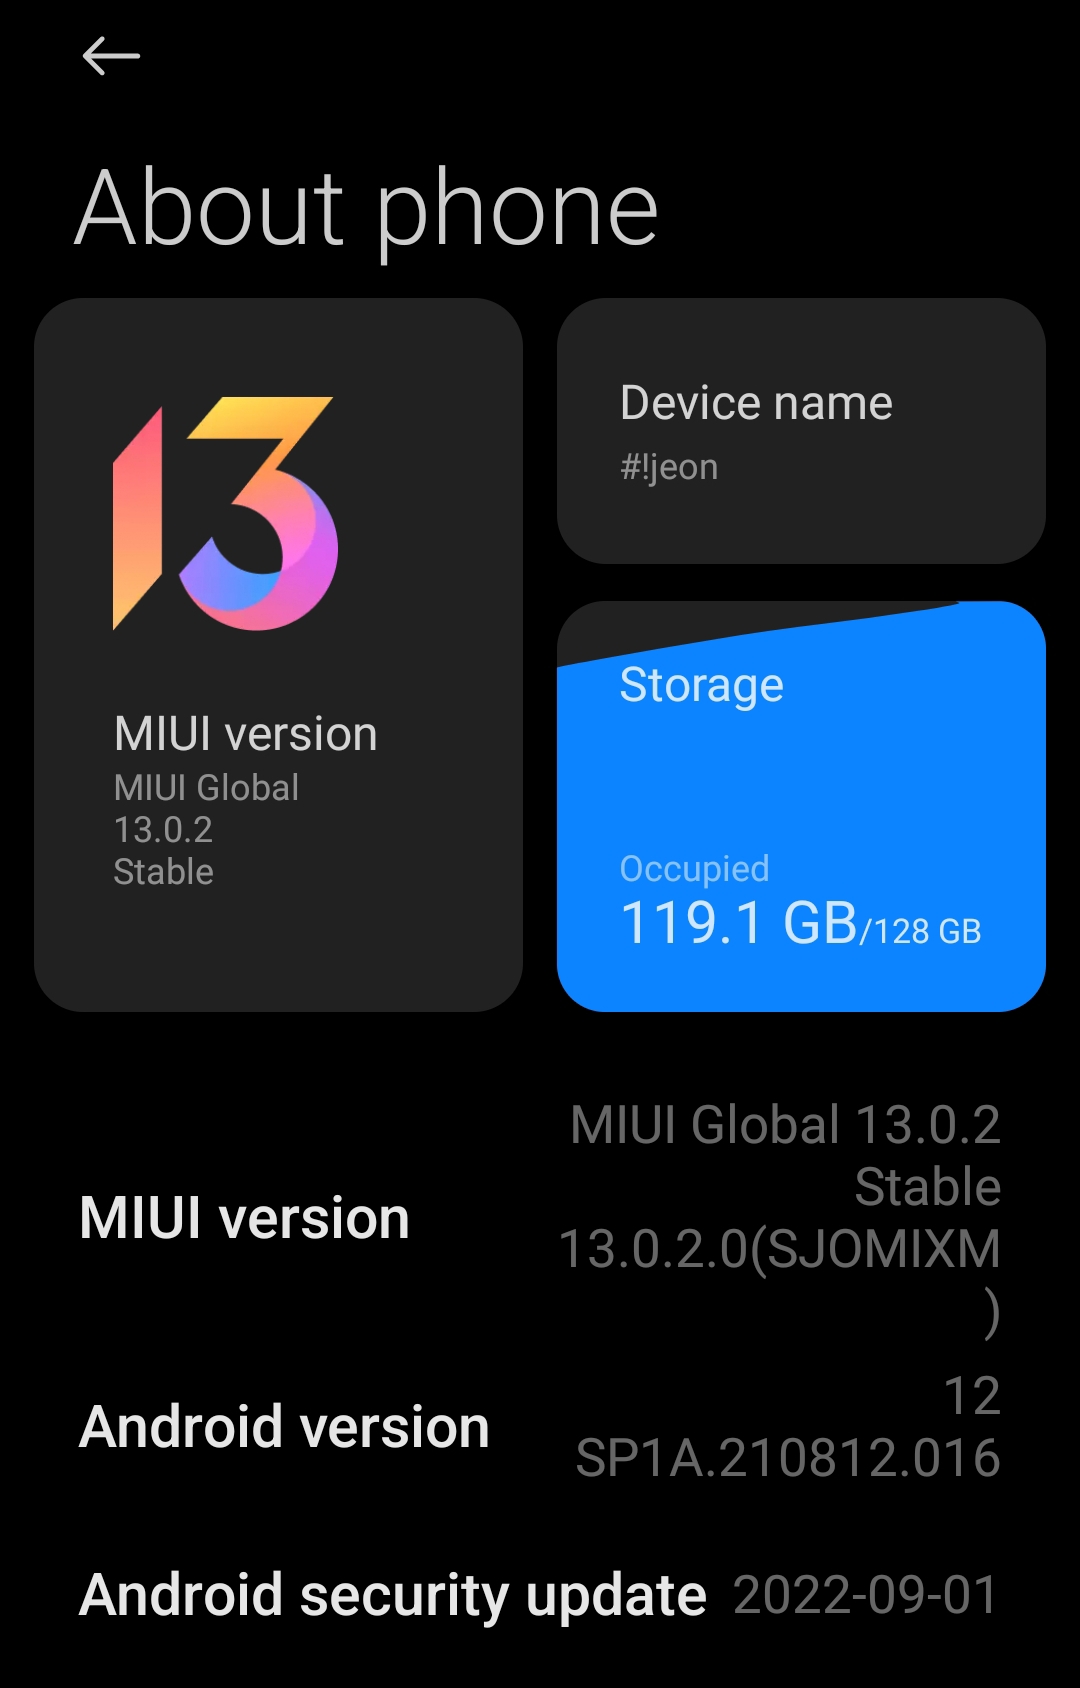 About phone
13
MIUI version
MIUI Global
13.0.2
Stable
Device name
#!jeon
Storage
Occupied
119.1 GB/128 GB
MIUI version
MIUI Global 13.0.2
Stable
13.0.2.0(SJOMIXM
)
Android version
12
SP1A.210812.016
Android security update 2022-09-01